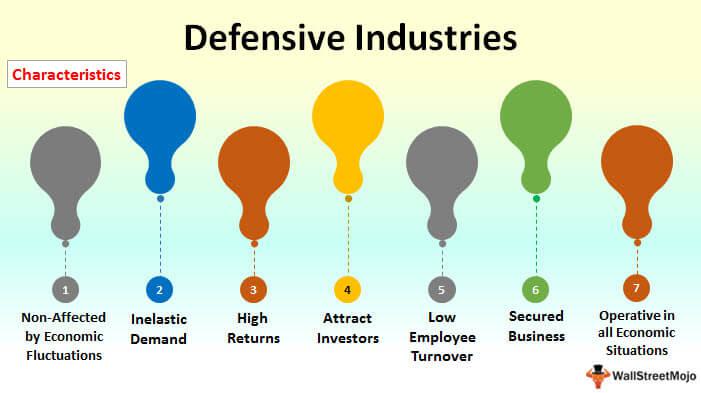 Defensive Industries
Characteristics
1
Non-Affected
by Economic
Fluctuations
2
Inelastic
Demand
3
High
Returns
4
Attract
Investors
5
Low
Employee
Turnover
6
Secured
Business
7
Operative in
all Economic
Situations
WallStreetMojo